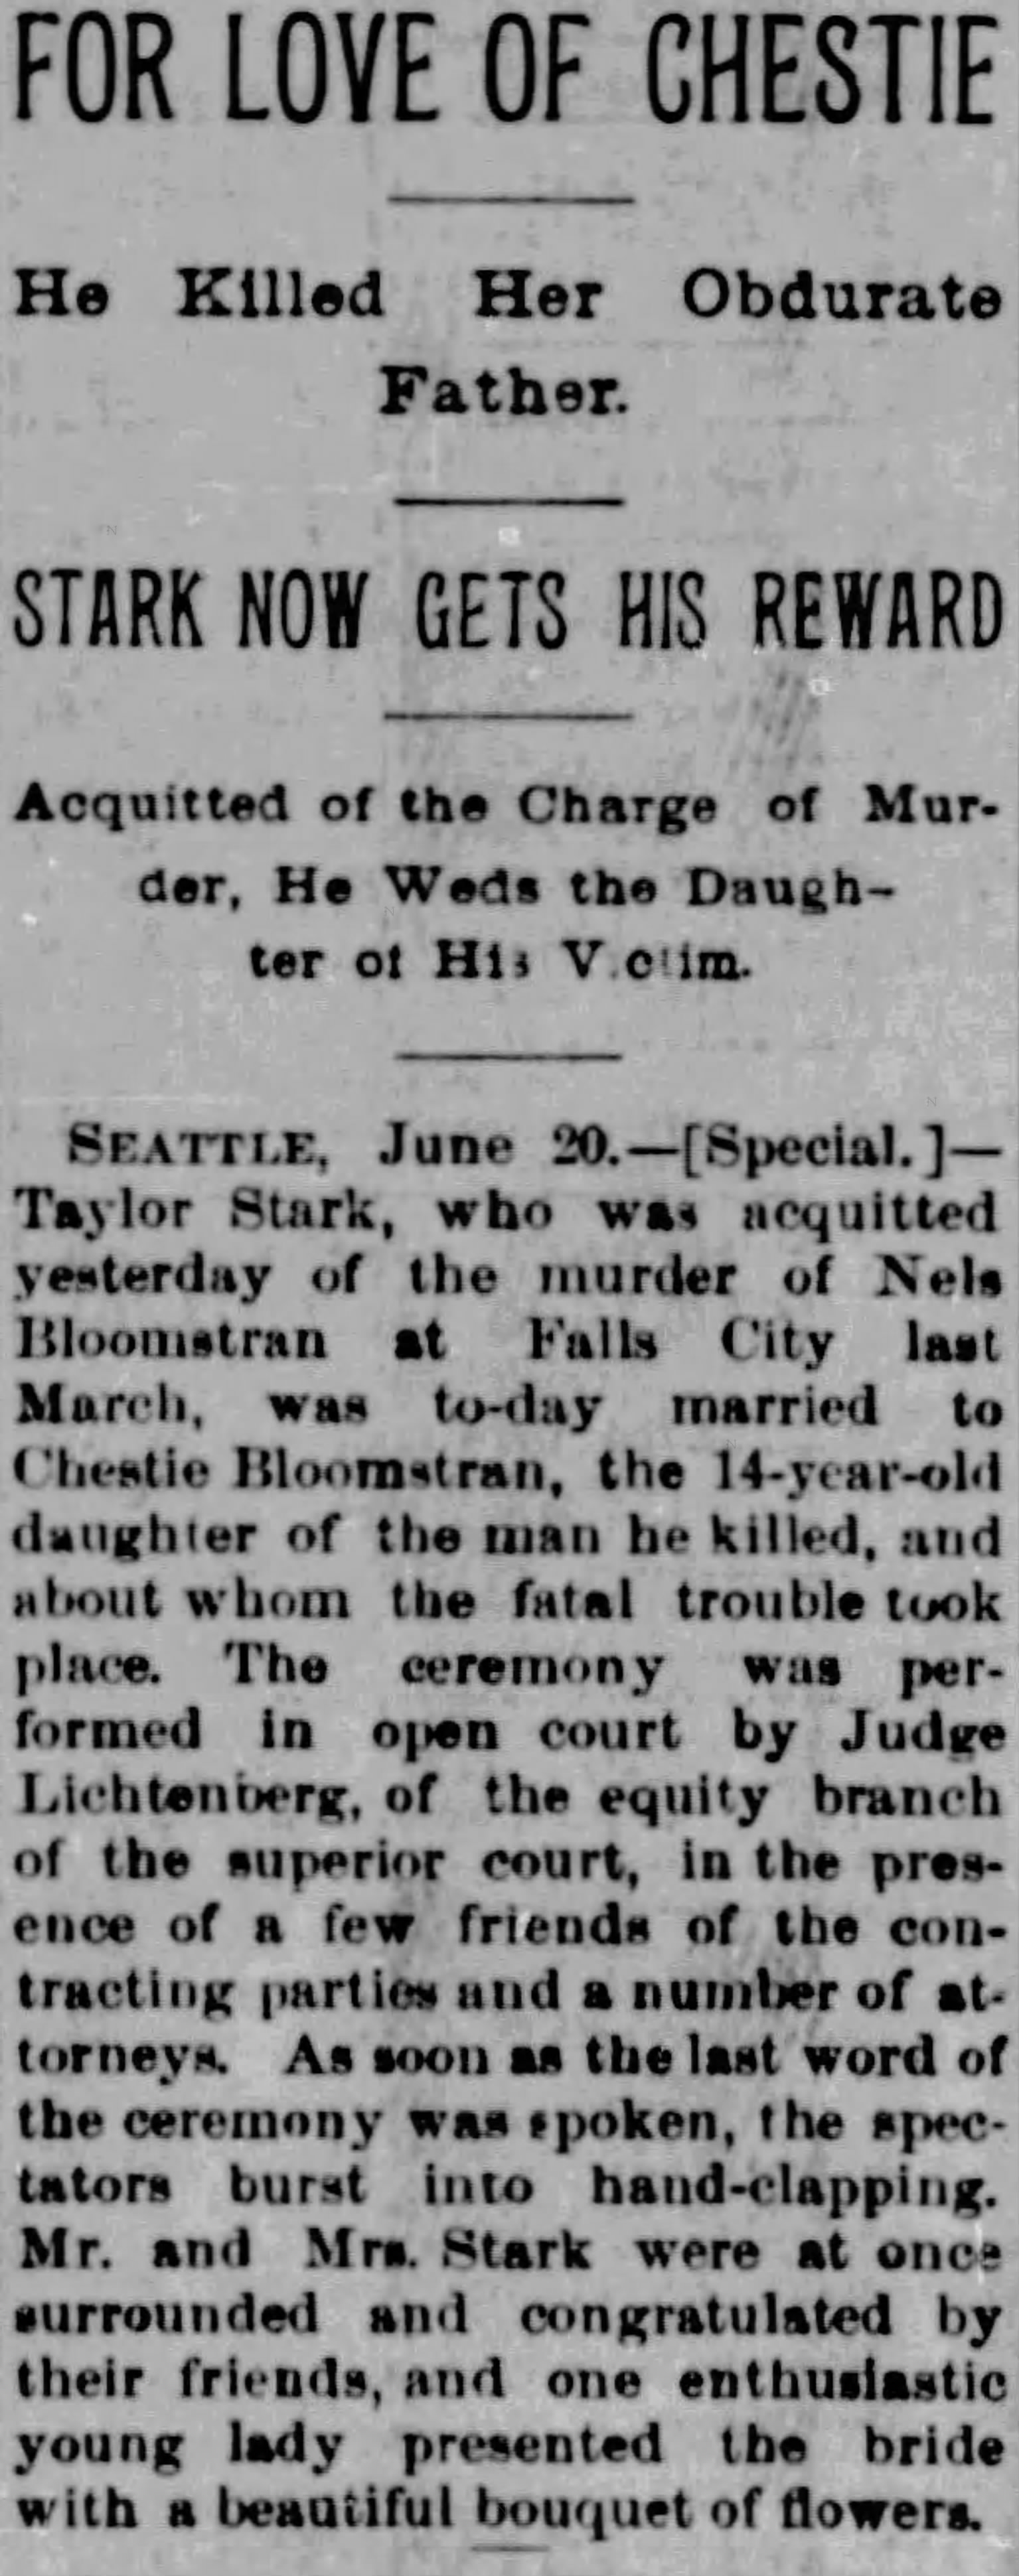 FOR LOVE OF CHESTIE
He Killed Her Obdurate
Father.
STARK NOW GETS HIS REWARD
Acquitted of the Charge of Mur-
der, He Weds the Daugh-
ter of His Victim.
SEATTLE, June 20.—[Special.]—
Taylor Stark, who was acquitted
yesterday of the murder of Nels
Bloomstran at Falls City last
March, was to-day married to
Chestie Bloomstran, the 14-year-old
daughter of the man he killed, and
about whom the fatal trouble took
place. The ceremony was per-
formed in open court by Judge
Lichtenberg, of the equity branch
of the superior court, in the pres-
ence of a few friends of the con-
tracting parties and a number of at-
torneys. As soon as the last word of
the ceremony was spoken, the spec-
tators burst into hand-clapping.
Mr. and Mrs. Stark were at once
surrounded and congratulated by
their friends, and one enthusiastic
young lady presented the bride
with a beautiful bouquet of flowers.